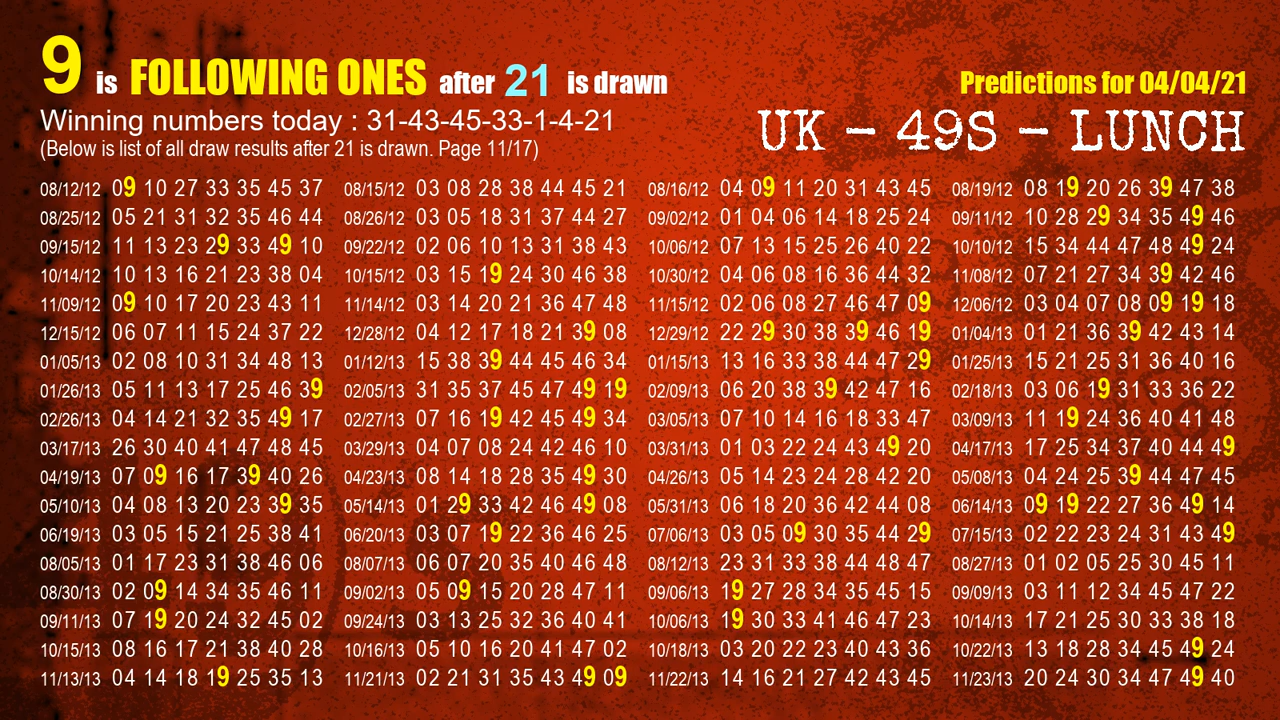 9 is FOLLOWING ONES after 21 is drawn
Predictions for 04/04/21
Winning numbers today : 31-43-45-33-1-4-21
UK - 49S - LUNCH
(Below is list of all draw results after 21 is drawn. Page 11/17)
08/12/12 09 10 27 33 35 45 37 08/15/12 03 08 28 38 44 45 21 08/16/12 04 09 11 20 31 43 45 08/19/12 08 19 20 26 39 47 38
08/25/12 05 21 31 32 35 46 44 08/26/12 03 05 18 31 37 44 27 09/02/12 01 04 06 14 18 25 24 09/11/12 10 28 29 34 35 49 46
09/15/12 11 13 23 29 33 49 10 09/22/12 02 06 10 13 31 38 43 10/06/12 07 13 15 25 26 40 22 10/10/12 15 34 44 47 48 49 24
10/14/12 10 13 16 21 23 38 04 10/15/12 03 15 19 24 30 46 38 10/30/12 04 06 08 16 36 44 32 11/08/12 07 21 27 34 39 42 46
11/09/12 09 10 17 20 23 43 11 11/14/12 03 14 20 21 36 47 48 11/15/12 02 06 08 27 46 47 09 12/06/12 03 04 07 08 09 19 18
12/15/12 06 07 11 15 24 37 22 12/28/12 04 12 17 18 21 39 08 12/29/12 22 29 30 38 39 46 19 01/04/13 01 21 36 39 42 43 14
01/05/13 02 08 10 31 34 48 13 01/12/13 15 38 39 44 45 46 34 01/15/13 13 16 33 38 44 47 29 01/25/13 15 21 25 31 36 40 16
01/26/13 05 11 13 17 25 46 39 02/05/13 31 35 37 45 47 49 19 02/09/13 06 20 38 39 42 47 16 02/18/13 03 06 19 31 33 36 22
02/26/13 04 14 21 32 35 49 17 02/27/13 07 16 19 42 45 49 34 03/05/13 07 10 14 16 18 33 47 03/09/13 11 19 24 36 40 41 48
03/17/13 26 30 40 41 47 48 45 03/29/13 04 07 08 24 42 46 10 03/31/13 01 03 22 24 43 49 20 04/17/13 17 25 34 37 40 44 49
04/19/13 07 09 16 17 39 40 26 04/23/13 08 14 18 28 35 49 30 04/26/13 05 14 23 24 28 42 20 05/08/13 04 24 25 39 44 47 45
05/10/13 04 08 13 20 23 39 35 05/14/13 01 29 33 42 46 49 08 05/31/13 06 18 20 36 42 44 08 06/14/13 09 19 22 27 36 49 14
06/19/13 03 05 15 21 25 38 41 06/20/13 03 07 19 22 36 46 25 07/06/13 03 05 09 30 35 44 29 07/15/13 02 22 23 24 31 43 49
08/05/13 01 17 23 31 38 46 06 08/07/13 06 07 20 35 40 46 48 08/12/13 23 31 33 38 44 48 47 08/27/13 01 02 05 25 30 45 11
08/30/13 02 09 14 34 35 46 11 09/02/13 05 09 15 20 28 47 11 09/06/13 19 27 28 34 35 45 15 09/09/13 03 11 12 34 45 47 22
09/11/13 07 19 20 24 32 45 02 09/24/13 03 13 25 32 36 40 41 10/06/13 19 30 33 41 46 47 23 10/14/13 17 21 25 30 33 38 18
10/15/13 08 16 17 21 38 40 28 10/16/13 05 10 16 20 41 47 02 10/18/13 03 20 22 23 40 43 36 10/22/13 13 18 28 34 45 49 24
11/13/13 04 14 18 19 25 35 13 11/21/13 02 21 31 35 43 49 09 11/22/13 14 16 21 27 42 43 45 11/23/13 20 24 30 34 47 49 40